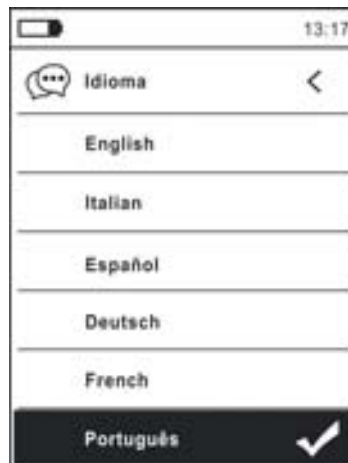 13:17
Idioma
English
Italian
Español
Deutsch
French
Português